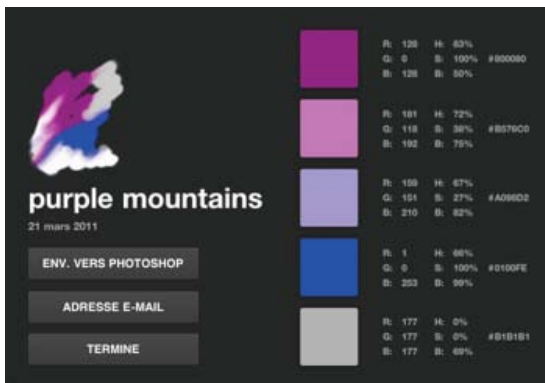 purple mountains
21 mars 2011
ENV. VERS PHOTOSHOP
ADRESSE E-MAIL
TERMINE
R: 128 H: 83%
G: 0 S: 100% #800080
B: 128 B: 50%
R: 181 H: 72%
G: 118 S: 38% #B576C0
B: 192 B: 75%
R: 159 H: 67%
G: 151 S: 27%
B: 210 B: 82%
R: 1 H: 66%
G: 0 S: 100% #0100FE
B: 253 B: 99%
R: 177 H: 0%
G: 177 S: 0% #B1B1B1
B: 177 B: 69%